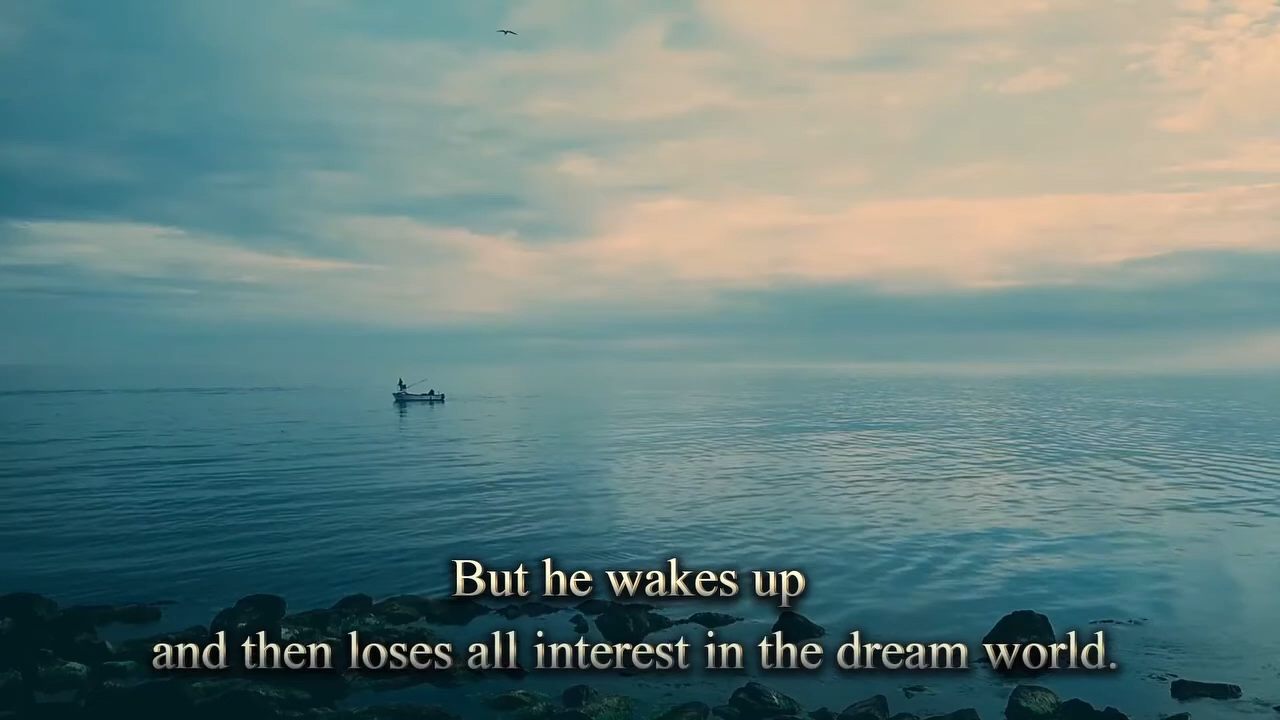 But he wakes up
and then loses all interest in the dream world.